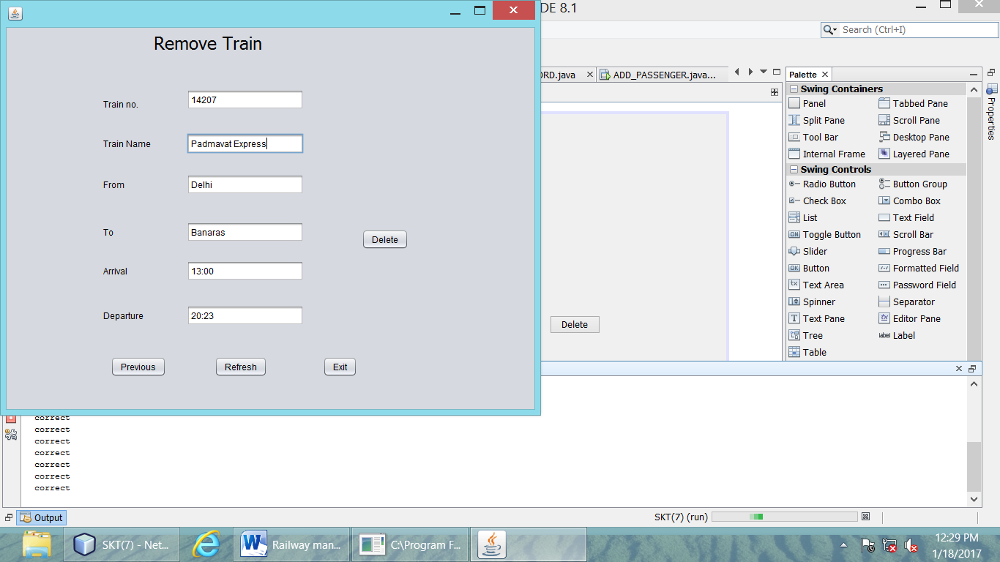 DE 8.1
Search (Ctrl+I)
Remove Train
Train no. 14207
Train Name Padmavat Express
From Delhi
To Banaras
Delete
Arrival 13:00
Departure 20:23
Previous Refresh Exit
ORD.java ADD_PASSENGER.java...
Delete
Palette
Swing Containers
Panel Tabbed Pane
Split Pane Scroll Pane
Tool Bar Desktop Pane
Internal Frame Layered Pane
Swing Controls
Radio Button Button Group
Check Box Combo Box
List Text Field
Toggle Button Scroll Bar
Slider Progress Bar
Button Formatted Field
Text Area Password Field
Spinner Separator
Text Pane Editor Pane
Tree Label
Table
Properties
correct
correct
correct
correct
correct
correct
correct
Output
SKT(7) (run)
SKT(7) - Net...
Railway man...
C:\Program F...
12:29 PM
1/18/2017